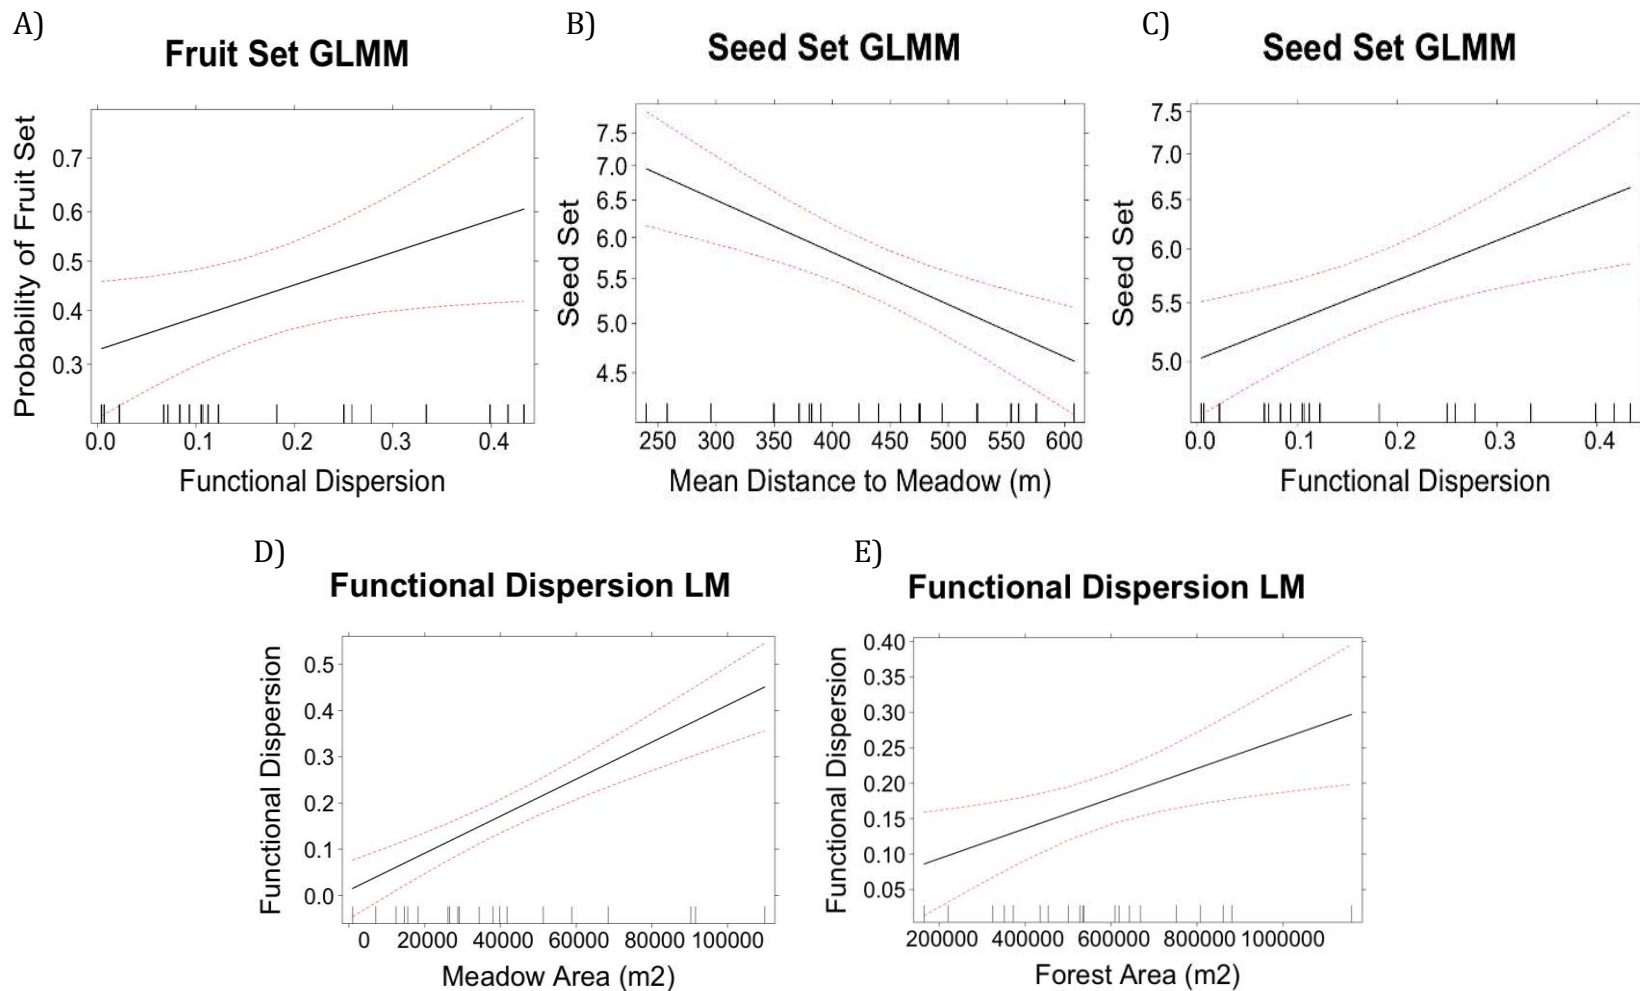 A)
Fruit Set GLMM
Probability of Fruit Set
0.7
0.6
0.5
0.4
0.3
0.0 0.1 0.2 0.3 0.4
Functional Dispersion
B)
Seed Set GLMM
Seed Set
7.5
7.0
6.5
6.0
5.5
5.0
4.5
250 300 350 400 450 500 550 600
Mean Distance to Meadow (m)
C)
Seed Set GLMM
Seed Set
7.5
7.0
6.5
6.0
5.5
5.0
0.0 0.1 0.2 0.3 0.4
Functional Dispersion
D)
Functional Dispersion LM
Functional Dispersion
0.5
0.4
0.3
0.2
0.1
0.0
0 20000 40000 60000 80000 100000
Meadow Area (m2)
E)
Functional Dispersion LM
Functional Dispersion
0.40
0.35
0.30
0.25
0.20
0.15
0.10
0.05
200000 400000 600000 800000 1000000
Forest Area (m2)